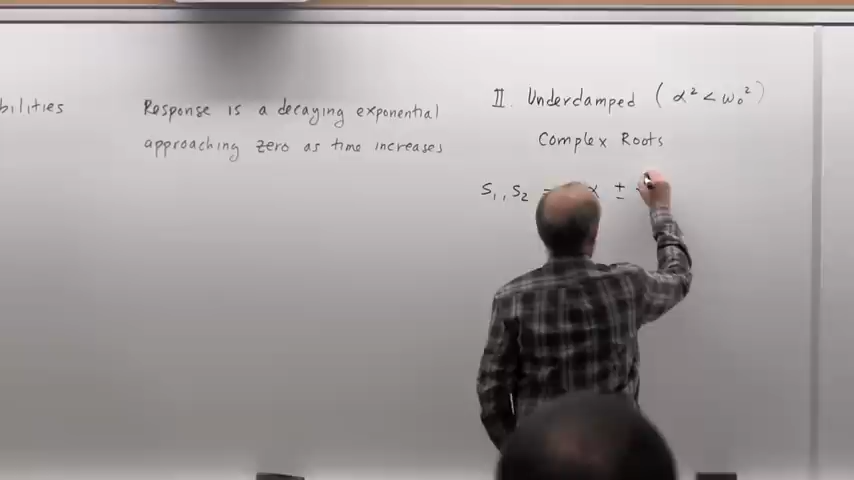 bilities
Response is a decaying exponential
approaching zero as time increases
II. Underdamped (α² < ω₀²)
Complex Roots
S₁, S₂ = α ±